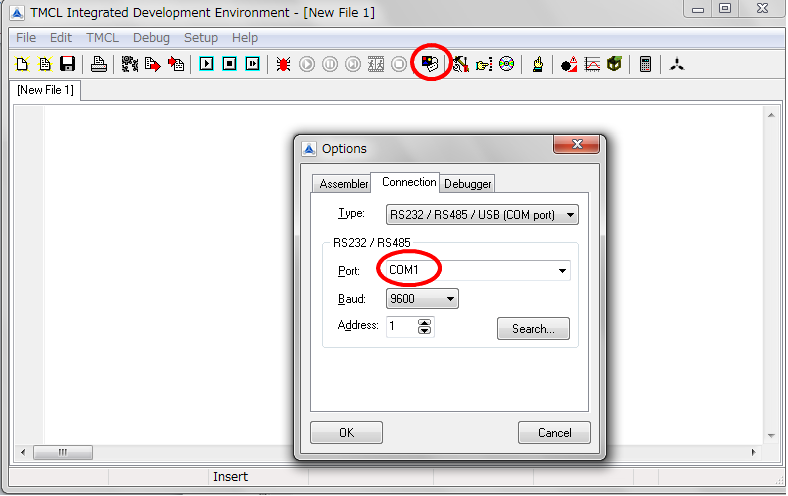 TMCL Integrated Development Environment - [New File 1]
File Edit TMCL Debug Setup Help
[New File 1]
Options
Assembler Connection Debugger
Type: RS232 / RS485 / USB (COM port)
RS232 / RS485
Port: COM1
Baud: 9600
Address: 1
Search...
OK Cancel
Insert